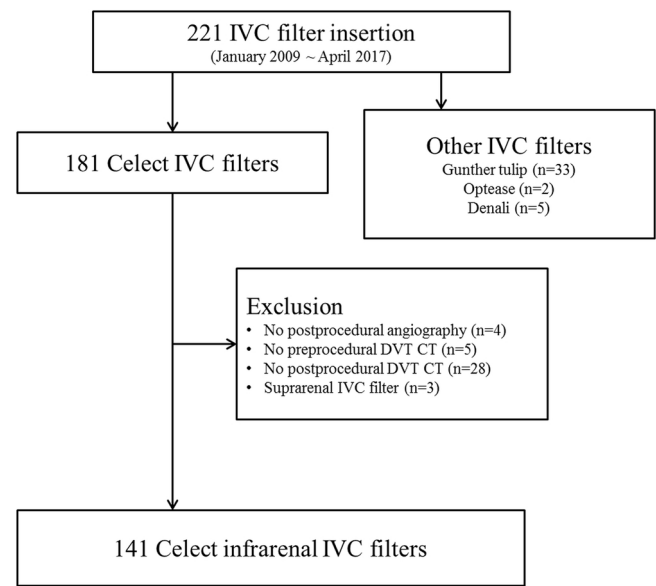 221 IVC filter insertion
(January 2009 ~ April 2017)
181 Celect IVC filters
Other IVC filters
Gunther tulip (n=33)
Optease (n=2)
Denali (n=5)
Exclusion
• No postprocedural angiography (n=4)
• No preprocedural DVT CT (n=5)
• No postprocedural DVT CT (n=28)
• Suprarenal IVC filter (n=3)
141 Celect infrarenal IVC filters